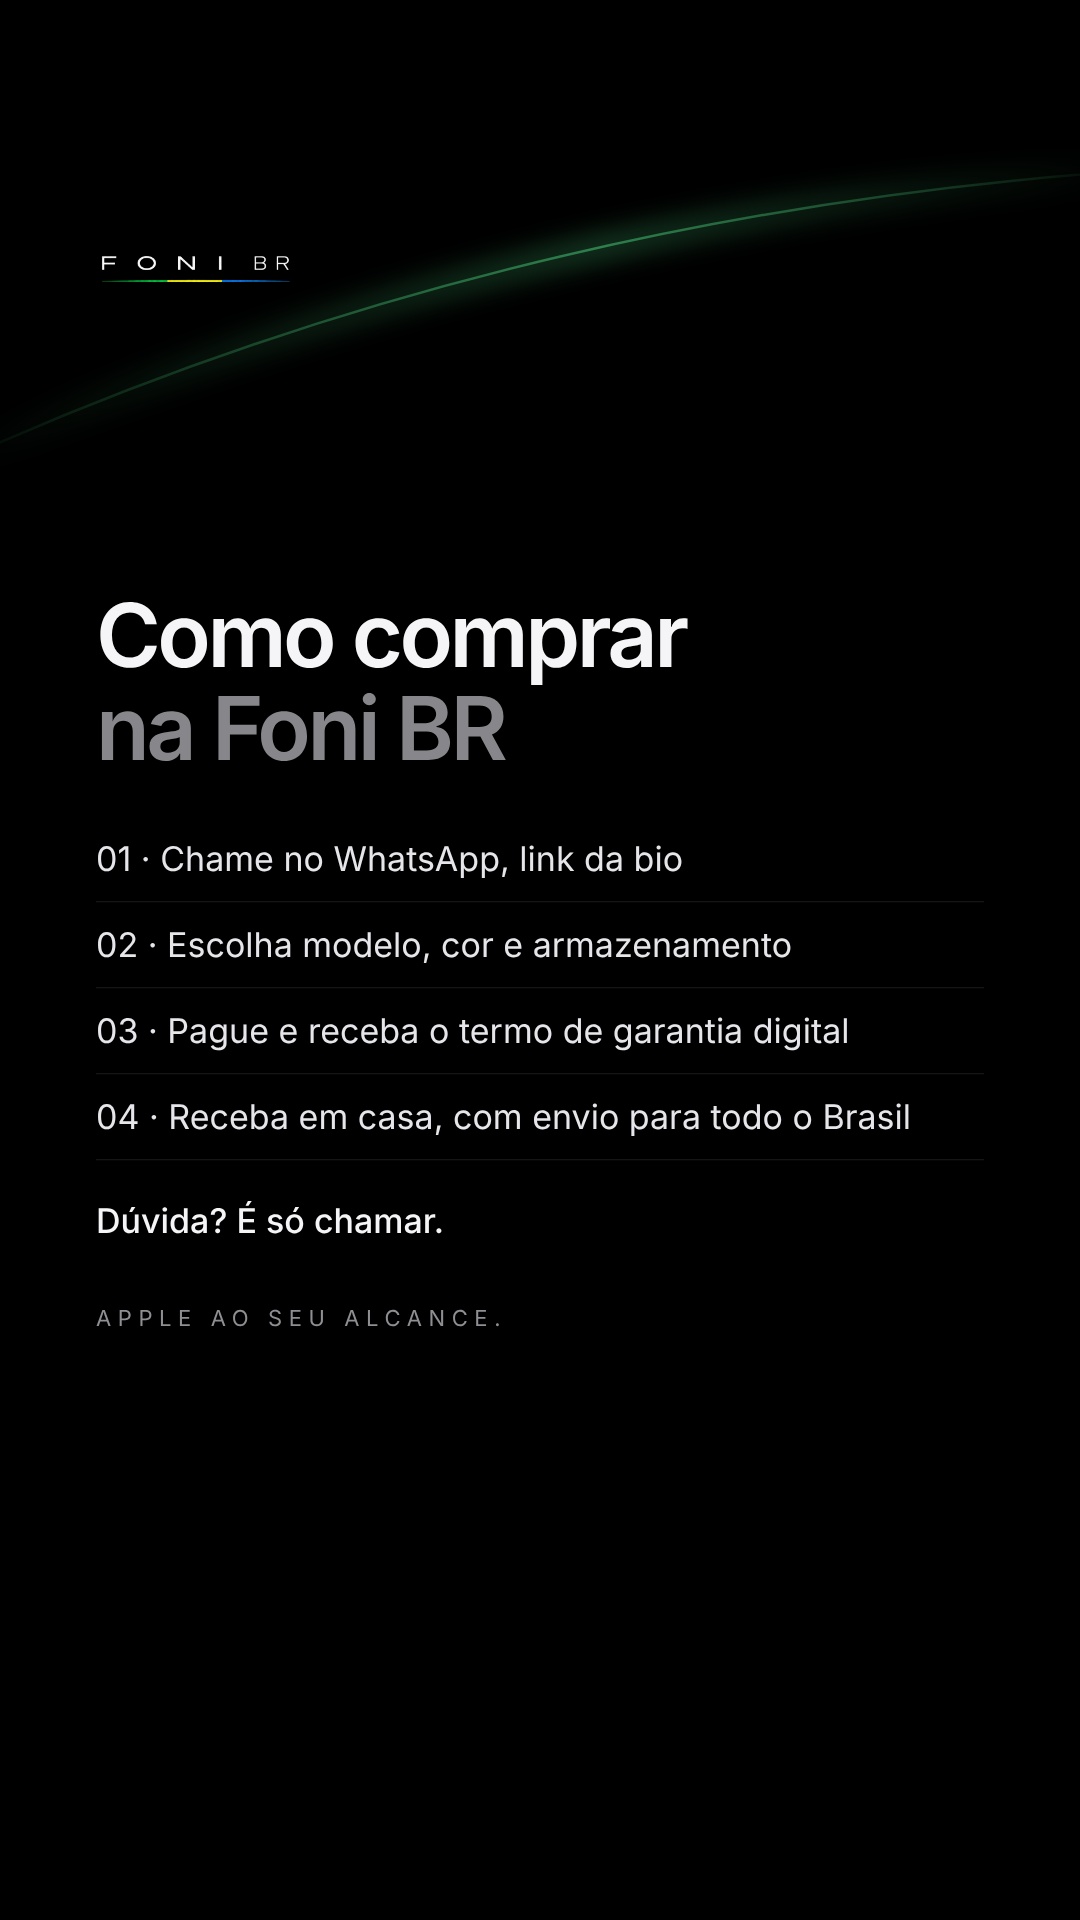 FONI BR
Como comprar
na Foni BR
01 · Chame no WhatsApp, link da bio
02 · Escolha modelo, cor e armazenamento
03 · Pague e receba o termo de garantia digital
04 · Receba em casa, com envio para todo o Brasil
Dúvida? É só chamar.
APPLE AO SEU ALCANCE.